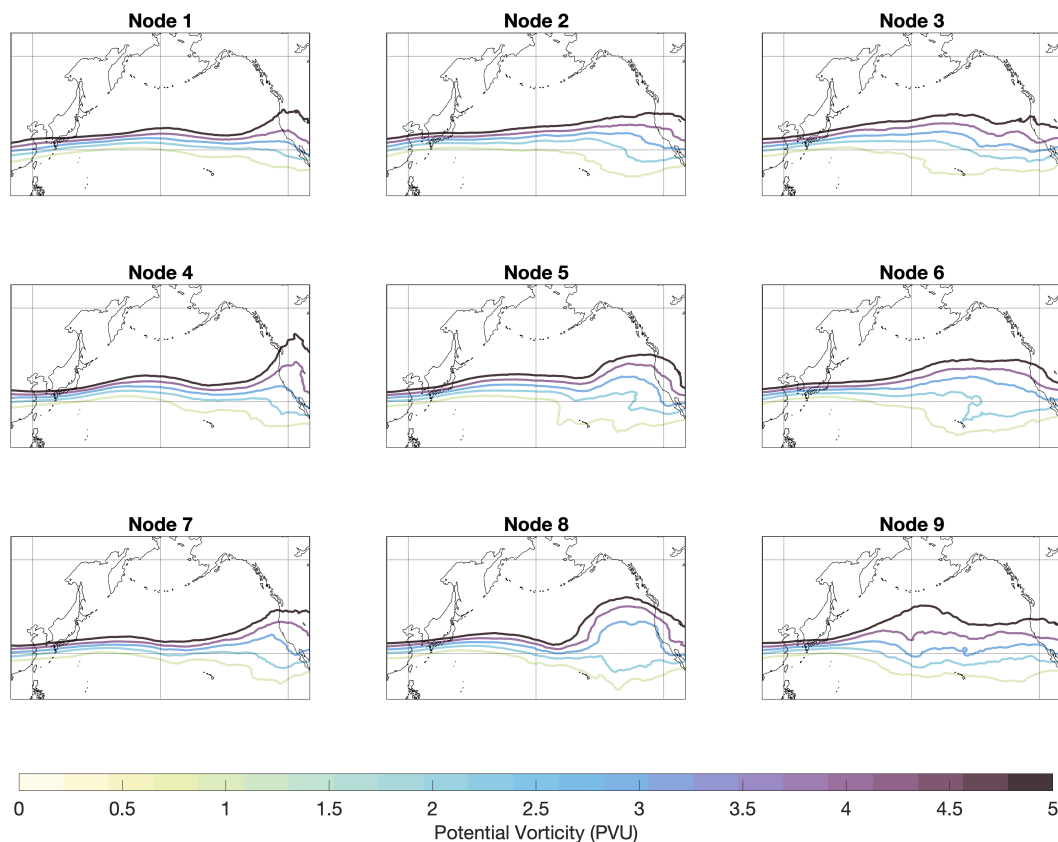 Node 1 Node 2 Node 3
Node 4 Node 5 Node 6
Node 7 Node 8 Node 9
0 0.5 1 1.5 2 2.5 3 3.5 4 4.5 5
Potential Vorticity (PVU)